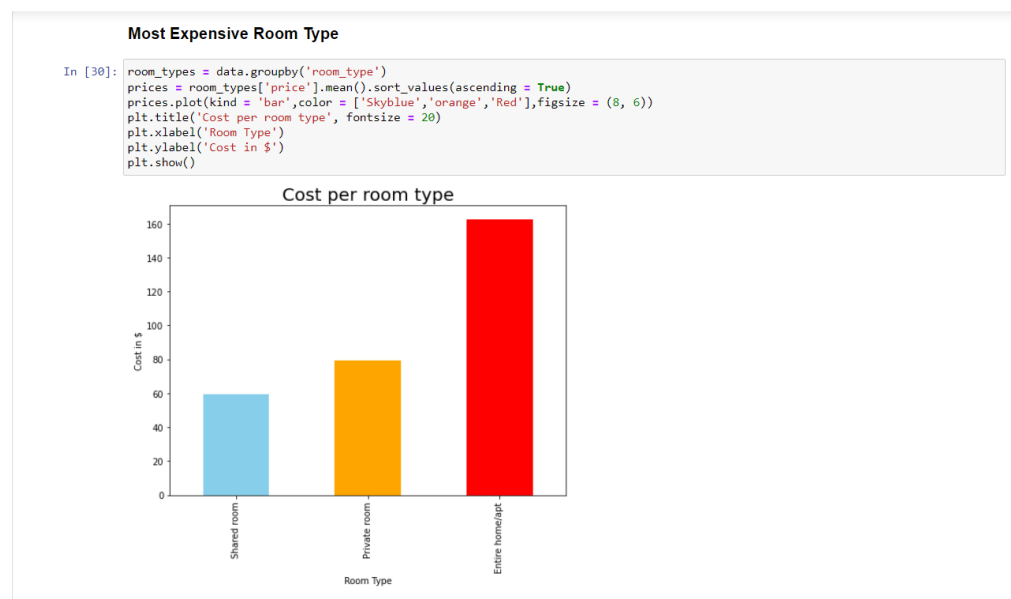 Most Expensive Room Type
In [30]: room_types = data.groupby('room_type')
prices = room_types['price'].mean().sort_values(ascending = True)
prices.plot(kind = 'bar',color = ['Skyblue','orange','Red'],figsize = (8, 6))
plt.title('Cost per room type', fontsize = 20)
plt.xlabel('Room Type')
plt.ylabel('Cost in $')
plt.show()
Cost per room type
160
140
120
100
80
60
40
20
0
Cost in $
Shared room
Private room
Entire home/apt
Room Type